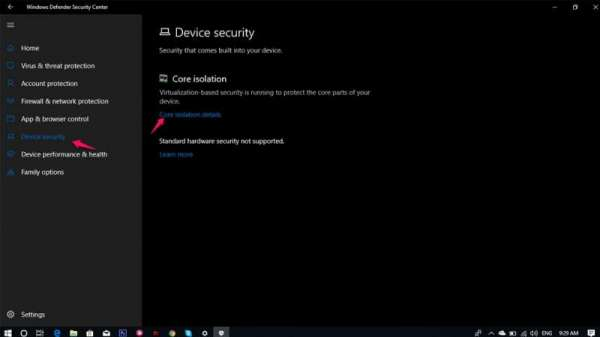 Windows Defender Security Center
Home
Virus & threat protection
Account protection
Firewall & network protection
App & browser control
Device security
Device performance & health
Family options
Settings
Device security
Security that comes built into your device.
Core isolation
Virtualization-based security is running to protect the core parts of your
device.
Core isolation details
Standard hardware security not supported.
Learn more
ENG
9:29 AM